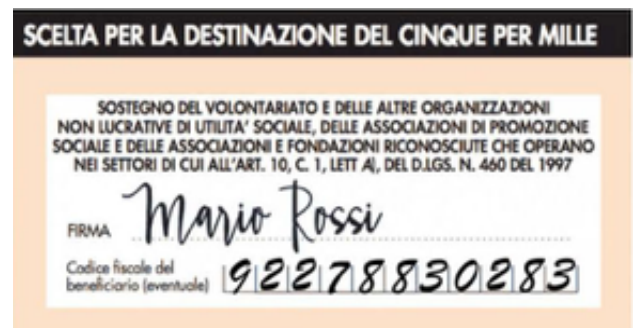 SCELTA PER LA DESTINAZIONE DEL CINQUE PER MILLE
SOSTEGNO DEL VOLONTARIATO E DELLE ALTRE ORGANIZZAZIONI
NON LUCRATIVE DI UTILITA' SOCIALE, DELLE ASSOCIAZIONI DI PROMOZIONE
SOCIALE E DELLE ASSOCIAZIONI E FONDAZIONI RICONOSCIUTE CHE OPERANO
NEI SETTORI DI CUI ALL'ART. 10, C. 1, LETT A), DEL D.LGS. N. 460 DEL 1997
FIRMA Mario Rossi
Codice fiscale del
beneficiario (eventuale) 92278830283